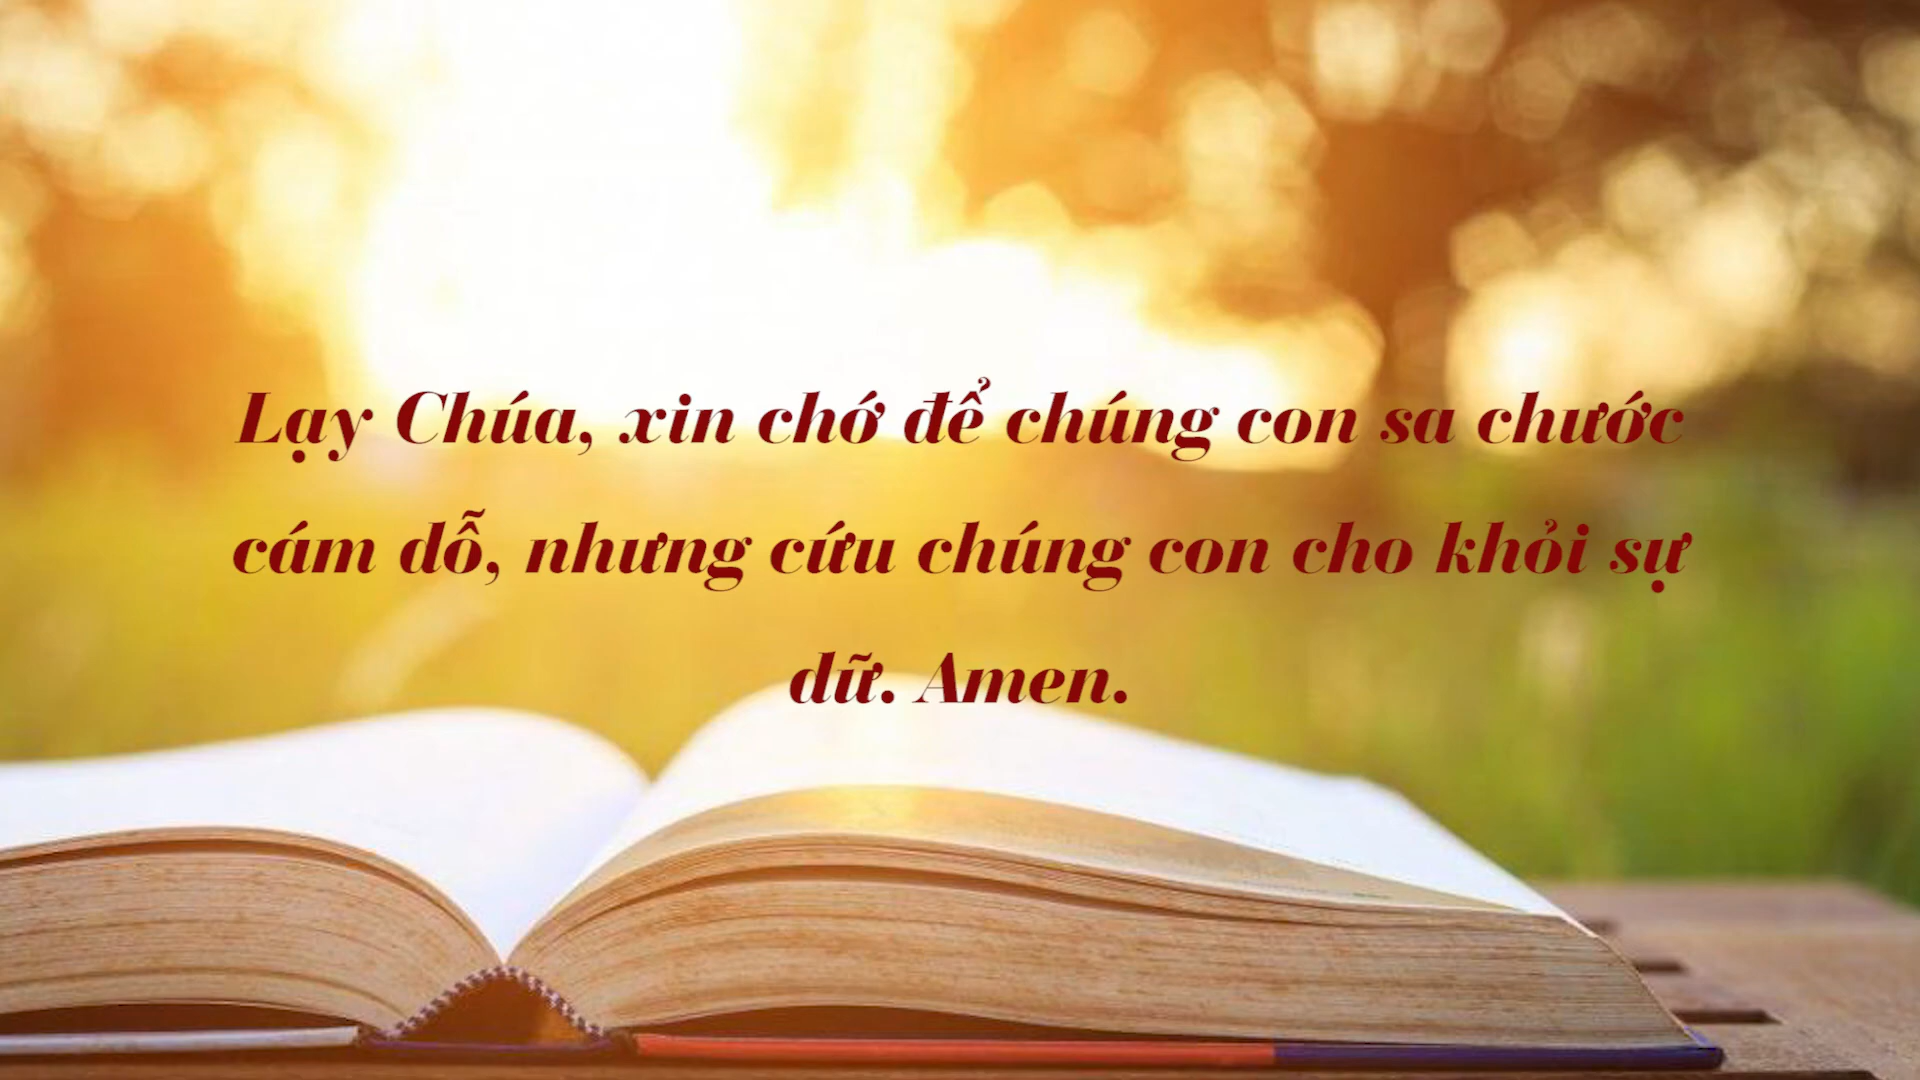 Lạy Chúa, xin chớ để chúng con sa chước
cám dỗ, nhưng cứu chúng con cho khỏi sự
dữ. Amen.